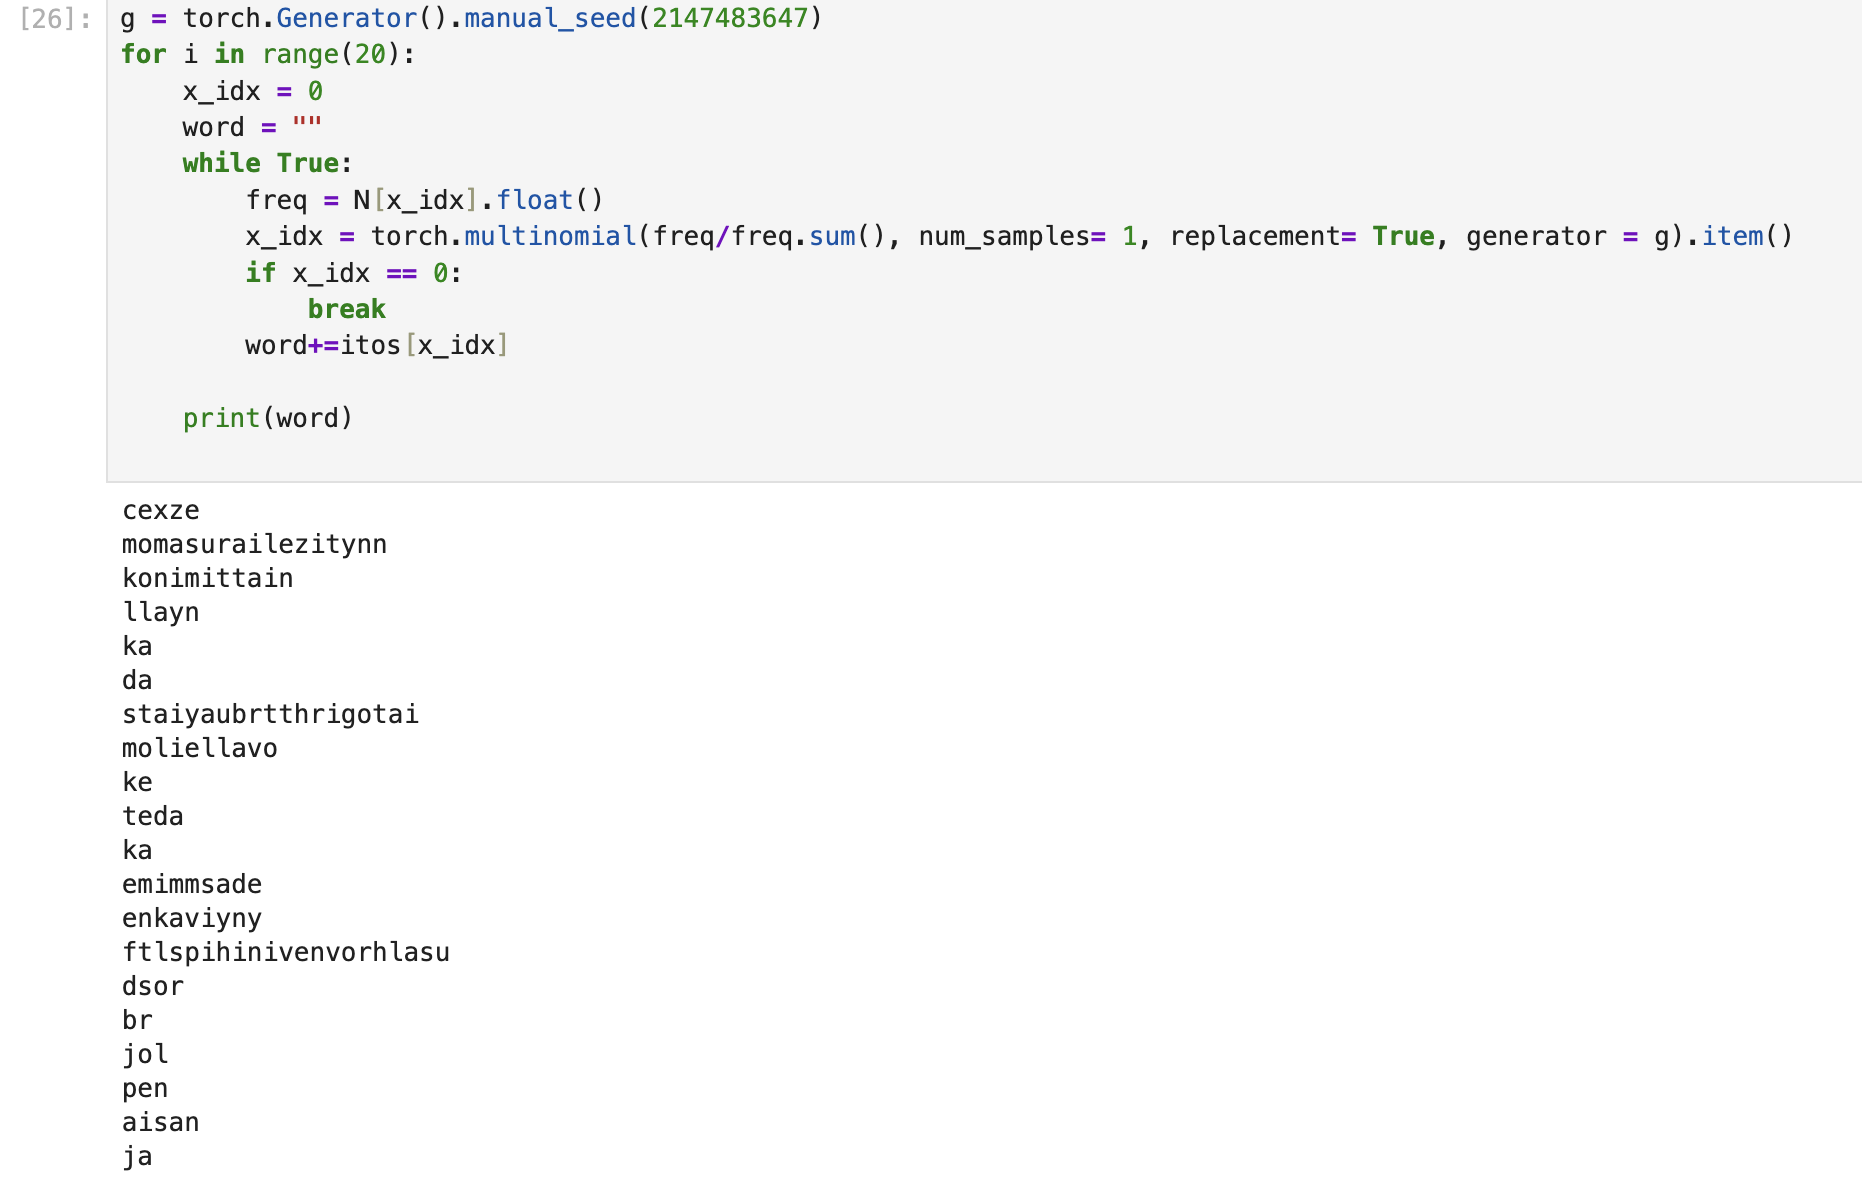 [26]: g = torch.Generator().manual_seed(2147483647)
for i in range(20):
    x_idx = 0
    word = ""
    while True:
        freq = N[x_idx].float()
        x_idx = torch.multinomial(freq/freq.sum(), num_samples= 1, replacement= True, generator = g).item()
        if x_idx == 0:
            break
        word+=itos[x_idx]
    print(word)
cexze
momasurailezitynn
konimittain
llayn
ka
da
staiyaubrtthrigotai
moliellavo
ke
teda
ka
emimmsade
enkaviyny
ftlspihinivenvorhlasu
dsor
br
jol
pen
aisan
ja